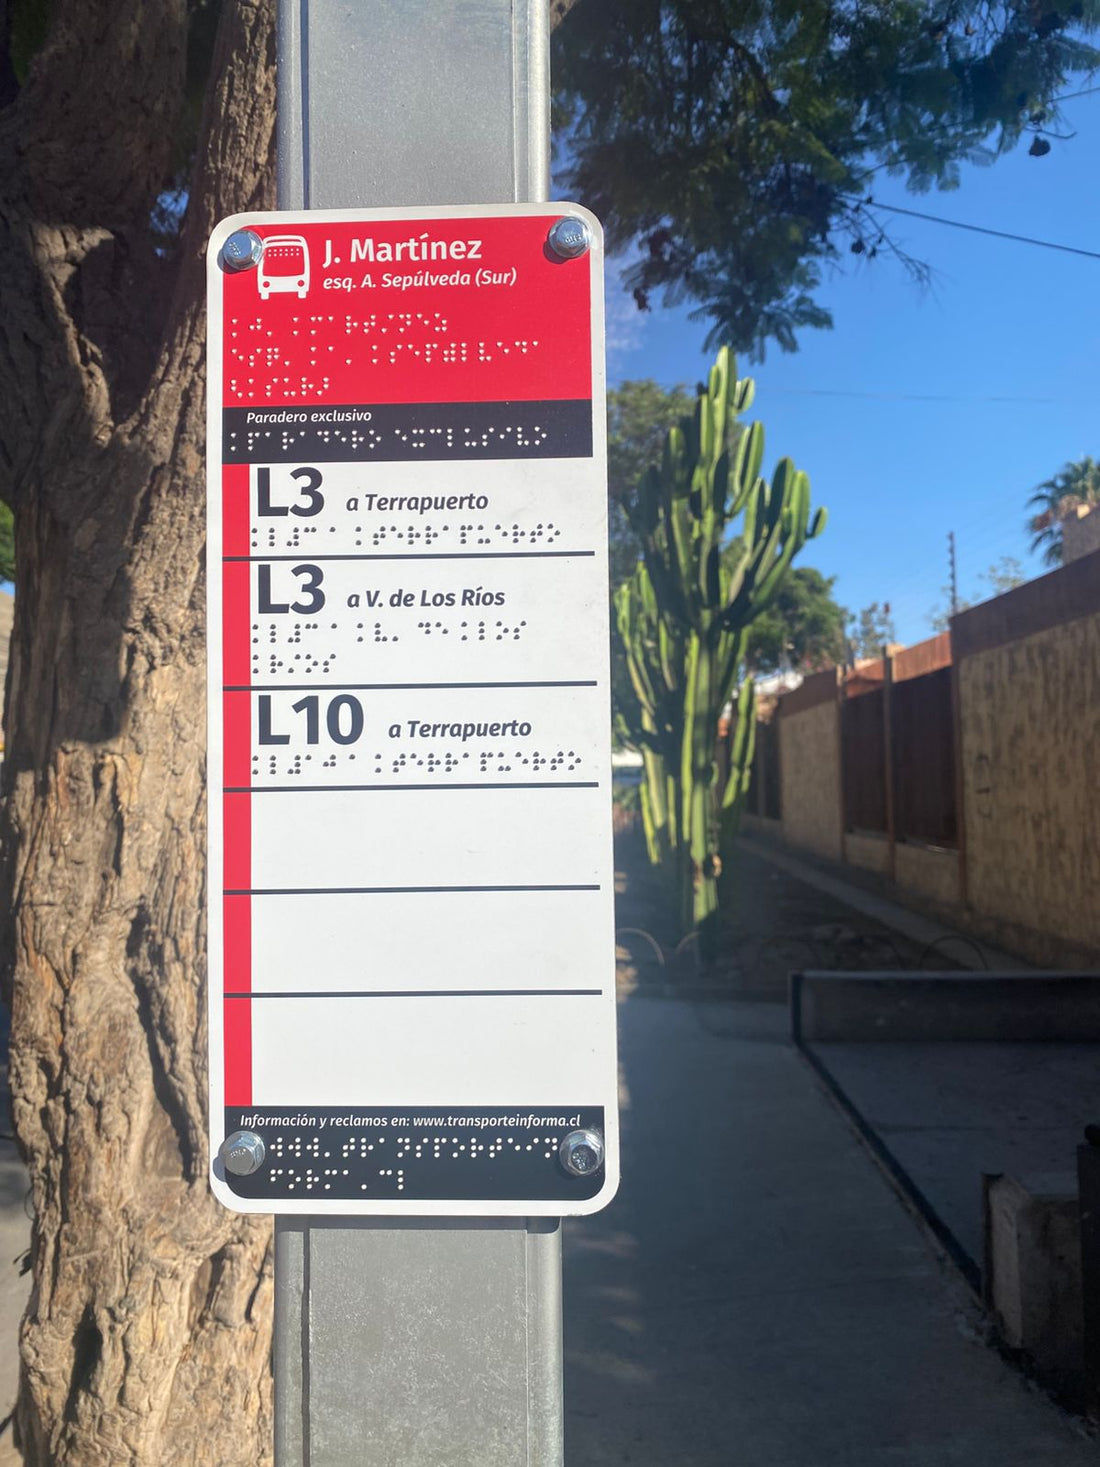 J. Martínez
esq. A. Sepúlveda (Sur)
Paradero exclusivo
L3 a Terrapuerto
L3 a V. de Los Ríos
L10 a Terrapuerto
Información y reclamos en: www.transporteinforma.cl